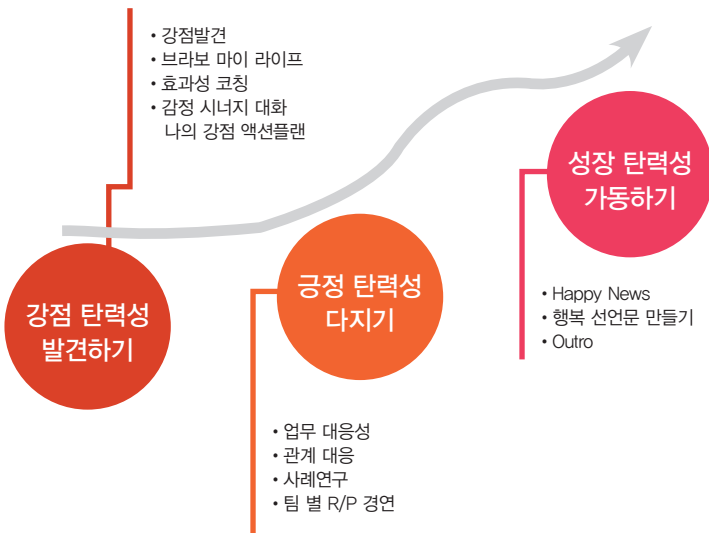 • 강점발견
• 브라보 마이 라이프
• 효과성 코칭
• 감정 시너지 대화
나의 강점 액션플랜
강점 탄력성
발견하기
긍정 탄력성
다지기
• 업무 대응성
• 관계 대응
• 사례연구
• 팀 별 R/P 경연
성장 탄력성
가동하기
• Happy News
• 행복 선언문 만들기
• Outro